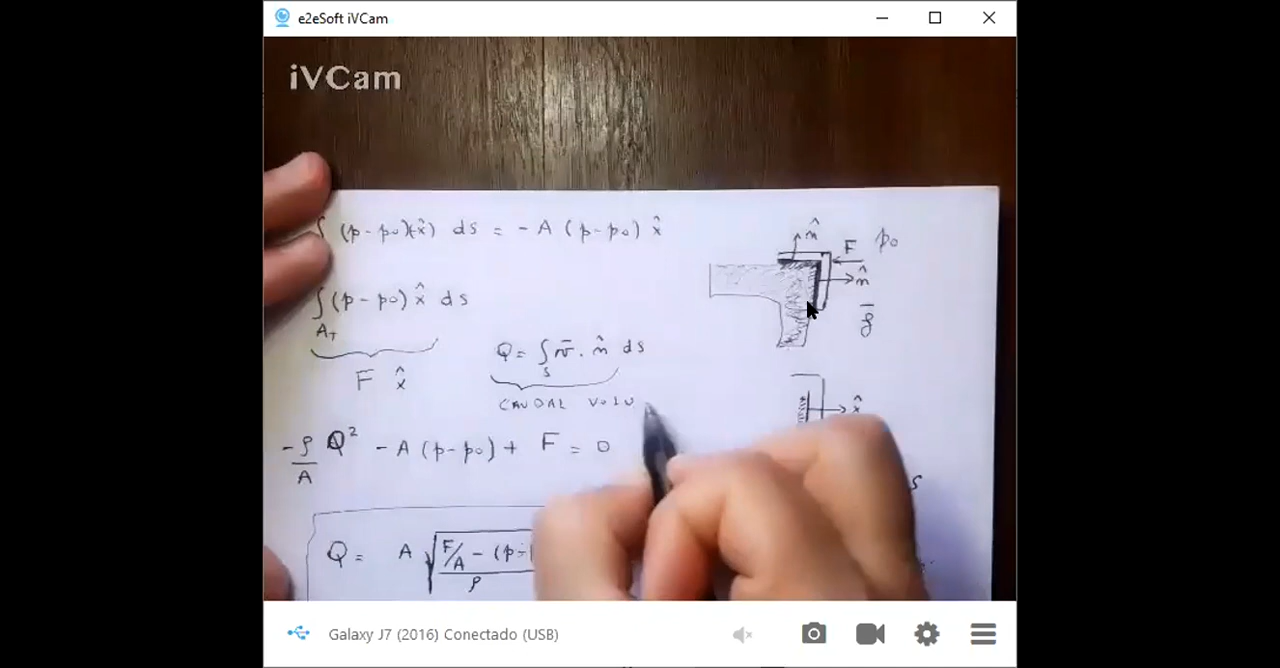 e2eSoft iVCam
iVCam
∫ (p-p₀)(-x̂) ds = - A (p-p₀) x̂
n̂
F
p₀
n̂
∫ (p-p₀) x̂ ds
A_T
F x̂
Q = ∫ v̄ . n̂ ds
S
CAUDAL VOLU
x̂
-ρ/A Q² - A (p-p₀) + F = 0
S
Q = A √(F/A - (p-
ρ
Galaxy J7 (2016) Conectado (USB)